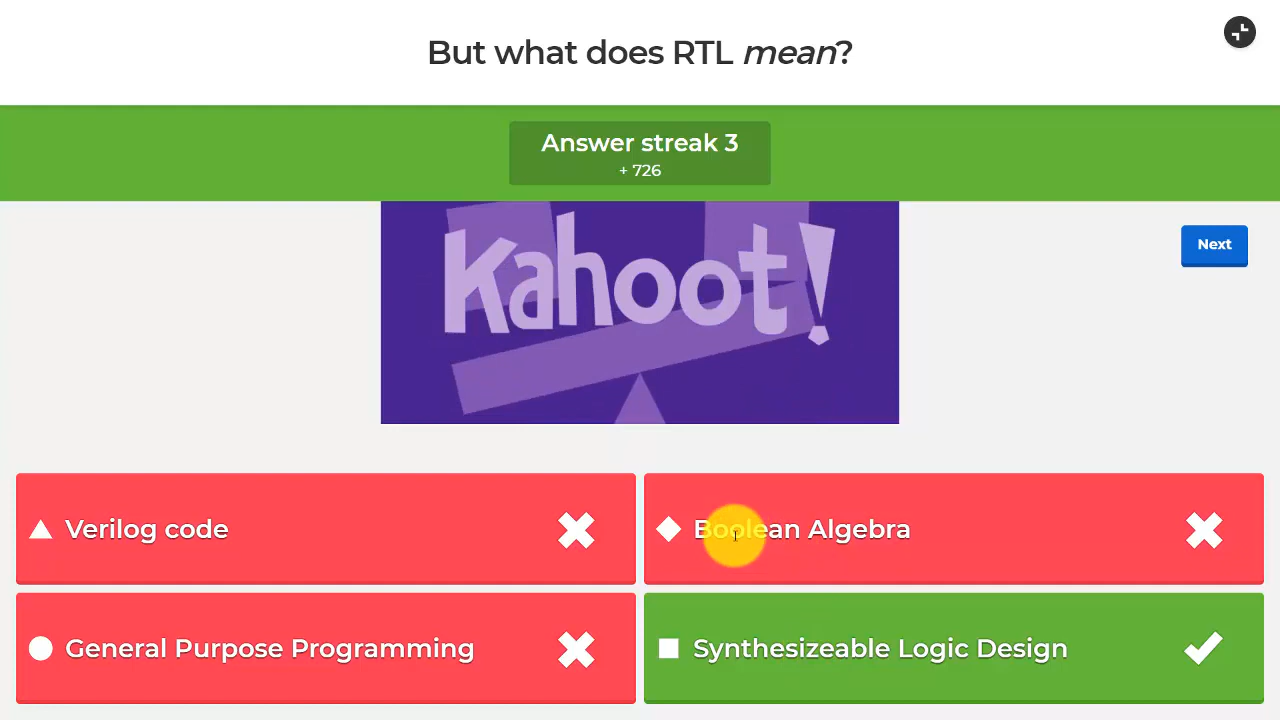 But what does RTL mean?
Answer streak 3
+ 726
Kahoot!
Next
Verilog code
Boolean Algebra
General Purpose Programming
Synthesizeable Logic Design